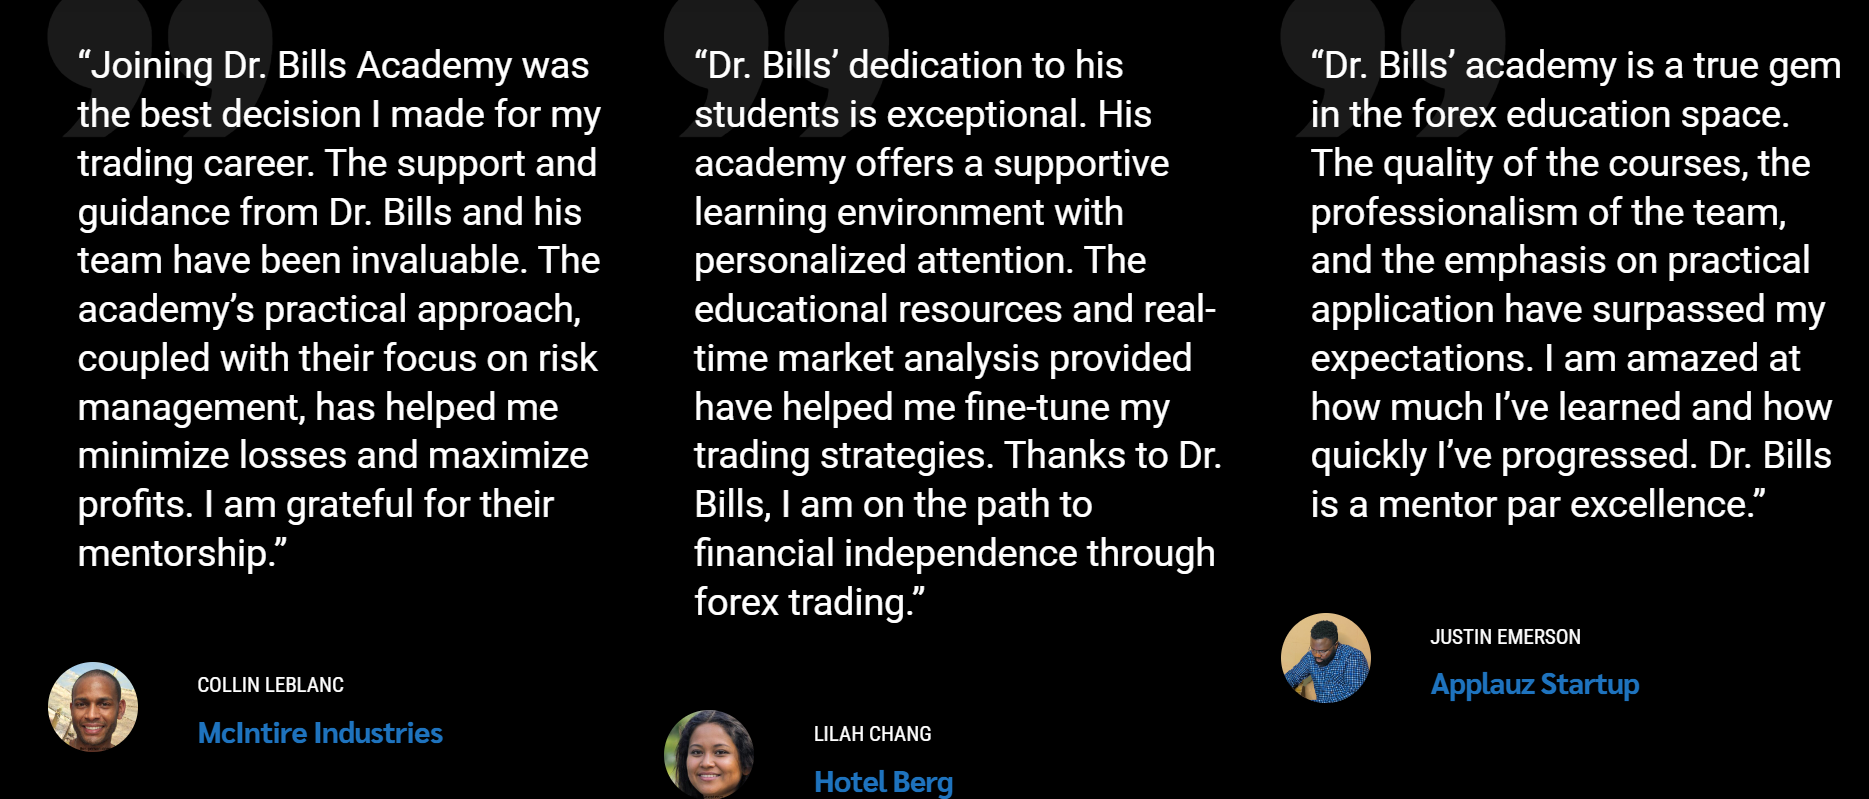 “Joining Dr. Bills Academy was
the best decision I made for my
trading career. The support and
guidance from Dr. Bills and his
team have been invaluable. The
academy’s practical approach,
coupled with their focus on risk
management, has helped me
minimize losses and maximize
profits. I am grateful for their
mentorship.”
COLLIN LEBLANC
McIntire Industries
“Dr. Bills’ dedication to his
students is exceptional. His
academy offers a supportive
learning environment with
personalized attention. The
educational resources and real-
time market analysis provided
have helped me fine-tune my
trading strategies. Thanks to Dr.
Bills, I am on the path to
financial independence through
forex trading.”
LILAH CHANG
Hotel Berg
“Dr. Bills’ academy is a true gem
in the forex education space.
The quality of the courses, the
professionalism of the team,
and the emphasis on practical
application have surpassed my
expectations. I am amazed at
how much I’ve learned and how
quickly I’ve progressed. Dr. Bills
is a mentor par excellence.”
JUSTIN EMERSON
Applauz Startup